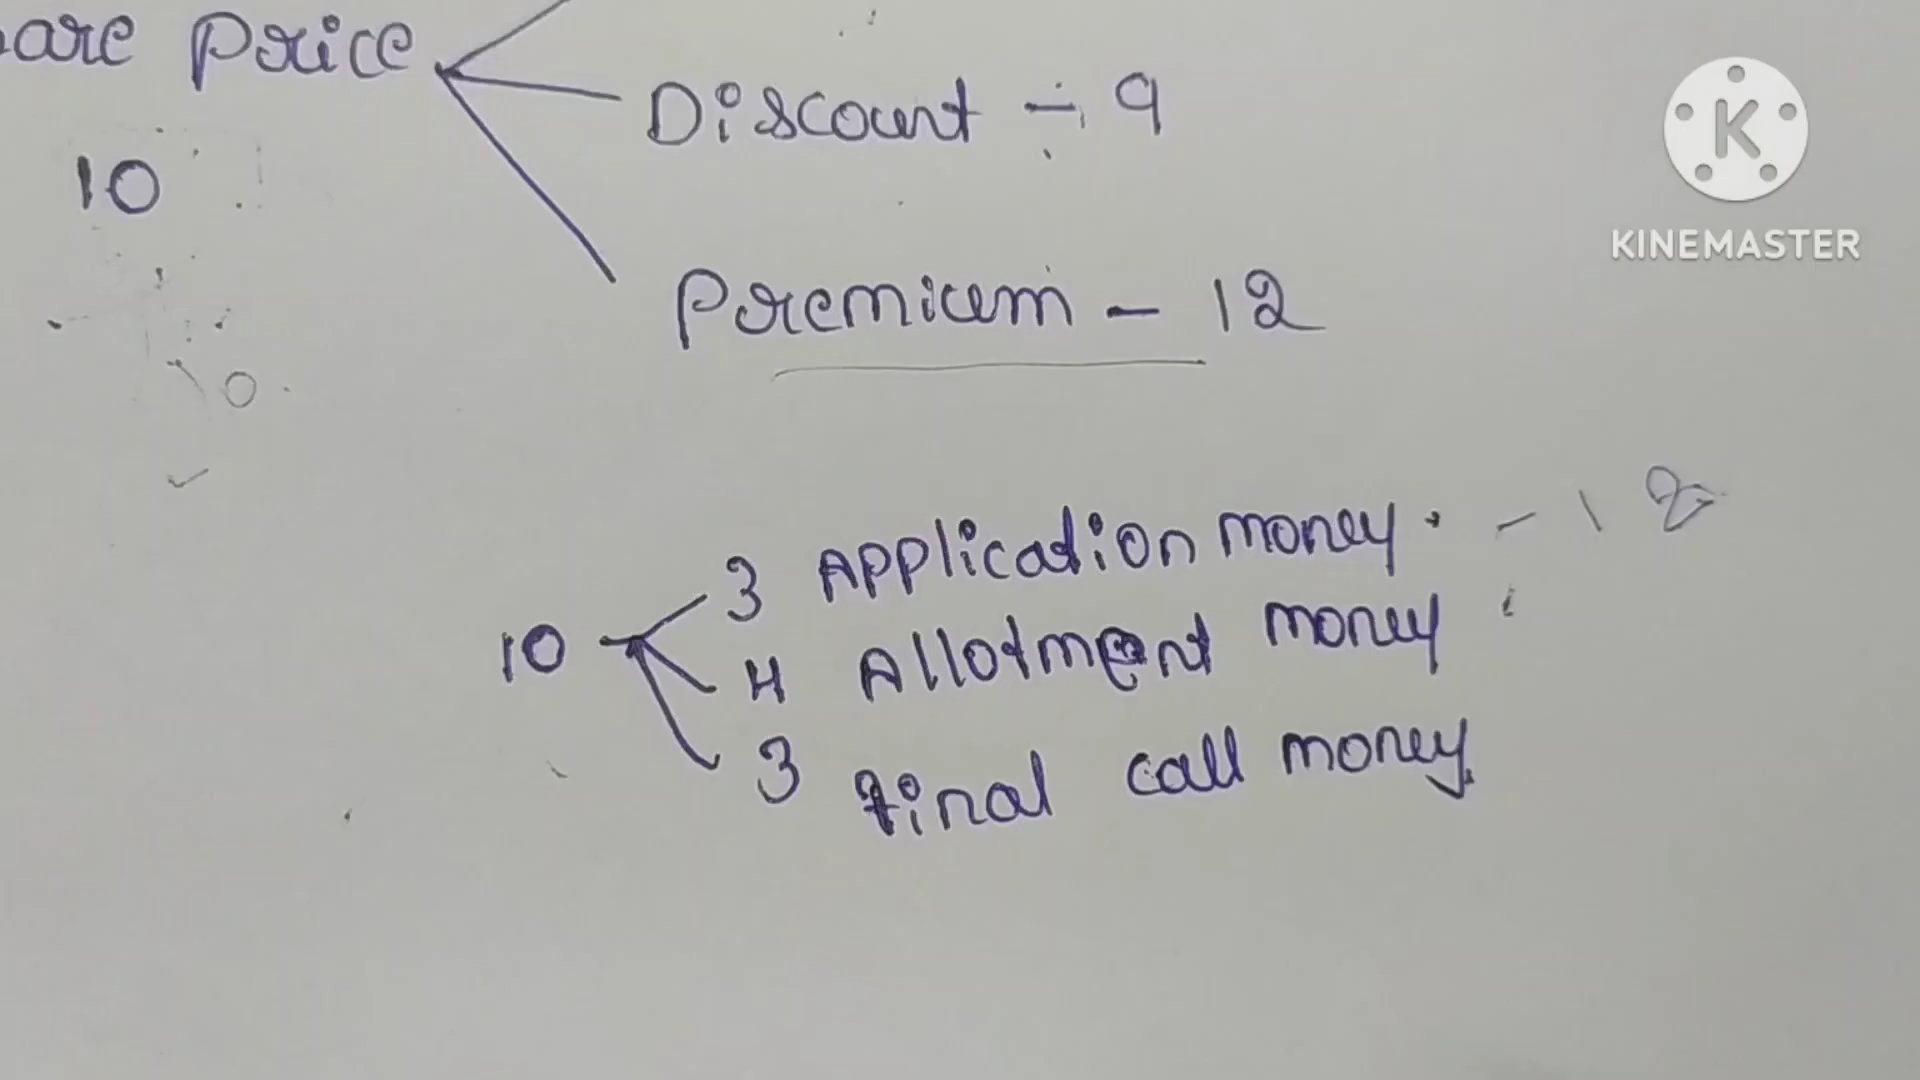 are Price
Discount - 9
10
Premium - 12
3 Application money - 12
10
4 Allotment money
3 final call money
K
KINEMASTER